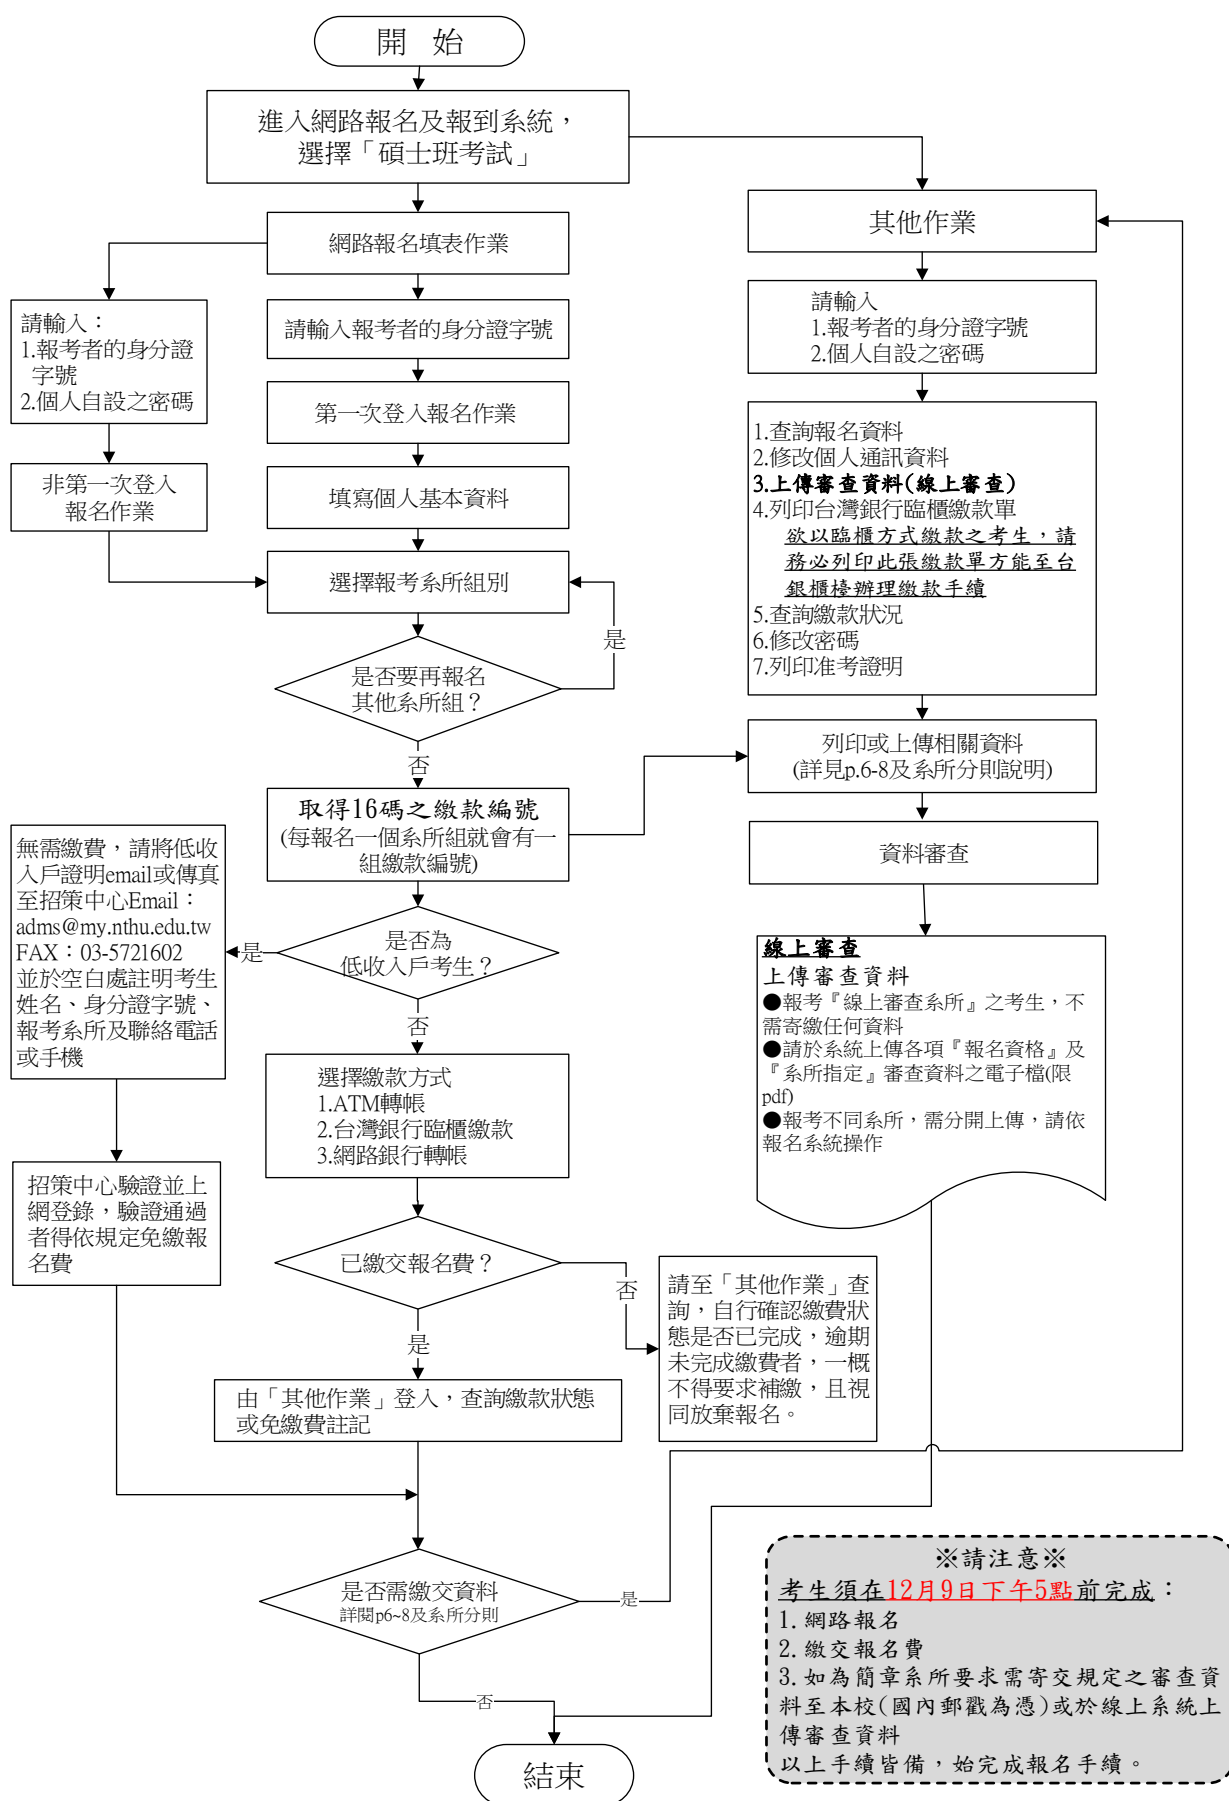 開 始
進入網路報名及報到系統，
選擇「碩士班考試」
網路報名填表作業
請輸入：
1.報考者的身分證
字號
2.個人自設之密碼
非第一次登入
報名作業
請輸入報考者的身分證字號
第一次登入報名作業
填寫個人基本資料
選擇報考系所組別
是
是否要再報名
其他系所組？
否
取得16碼之繳款編號
(每報名一個系所組就會有一
組繳款編號)
是否為
低收入戶考生？
是
無需繳費，請將低收
入戶證明email或傳真
至招策中心Email：
adms@my.nthu.edu.tw
FAX：03-5721602
並於空白處註明考生
姓名、身分證字號、
報考系所及聯絡電話
或手機
招策中心驗證並上
網登錄，驗證通過
者得依規定免繳報
名費
否
選擇繳款方式
1.ATM轉帳
2.台灣銀行臨櫃繳款
3.網路銀行轉帳
已繳交報名費？
否
請至「其他作業」查
詢，自行確認繳費狀
態是否已完成，逾期
未完成繳費者，一概
不得要求補繳，且視
同放棄報名。
是
由「其他作業」登入，查詢繳款狀態
或免繳費註記
是否需繳交資料
詳閱p6~8及系所分則
是
否
結束
其他作業
請輸入
1.報考者的身分證字號
2.個人自設之密碼
1.查詢報名資料
2.修改個人通訊資料
3.上傳審查資料(線上審查)
4.列印台灣銀行臨櫃繳款單
欲以臨櫃方式繳款之考生，請
務必列印此張繳款單方能至台
銀櫃檯辦理繳款手續
5.查詢繳款狀況
6.修改密碼
7.列印准考證明
列印或上傳相關資料
(詳見p.6-8及系所分則說明)
資料審查
線上審查
上傳審查資料
●報考『線上審查系所』之考生，不
需寄繳任何資料
●請於系統上傳各項『報名資格』及
『系所指定』審查資料之電子檔(限
pdf)
●報考不同系所，需分開上傳，請依
報名系統操作
※請注意※
考生須在12月9日下午5點前完成：
1. 網路報名
2. 繳交報名費
3. 如為簡章系所要求需寄交規定之審查資
料至本校(國內郵戳為憑)或於線上系統上
傳審查資料
以上手續皆備，始完成報名手續。